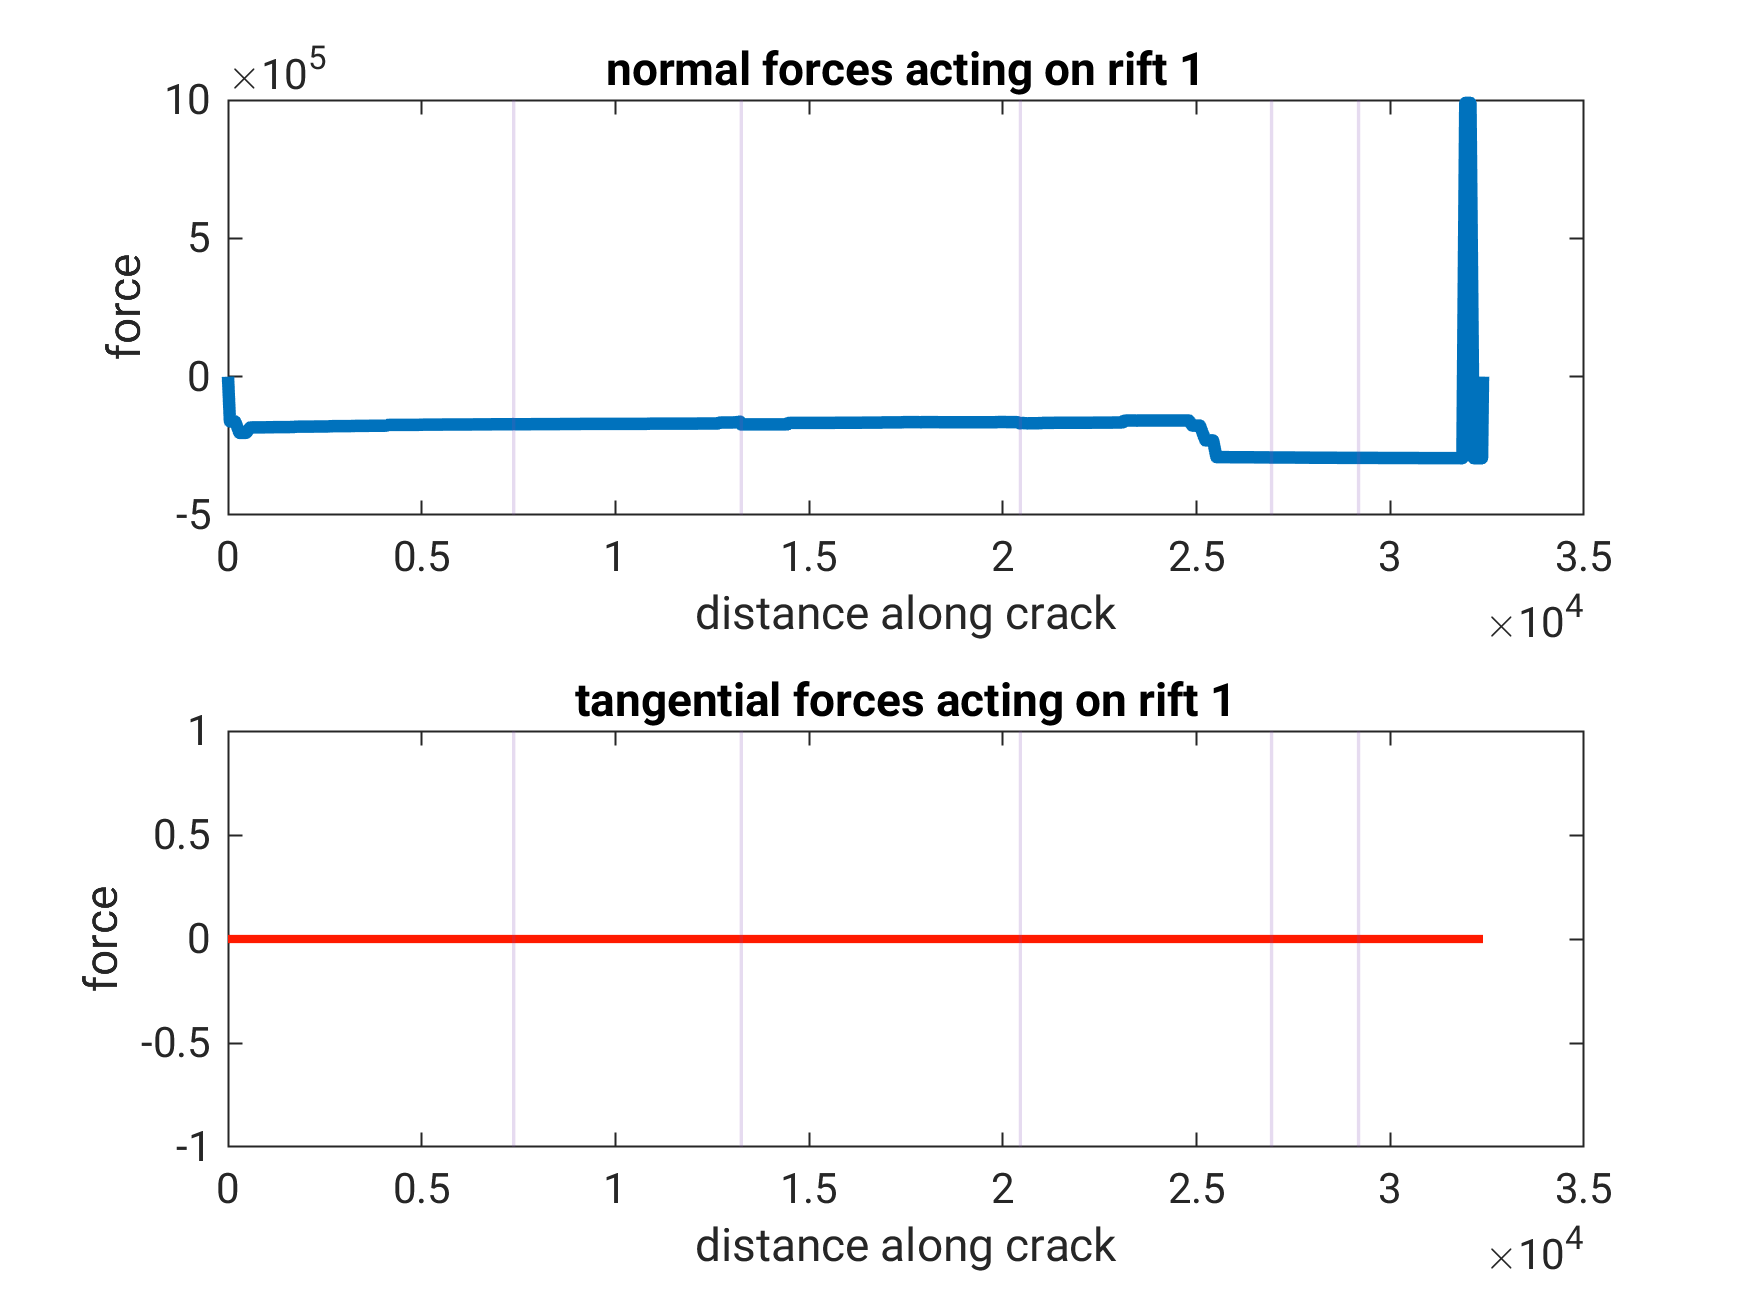 ×10^5
normal forces acting on rift 1
10
5
0
-5
force
0 0.5 1 1.5 2 2.5 3 3.5
distance along crack
×10^4
tangential forces acting on rift 1
1
0.5
0
-0.5
-1
force
0 0.5 1 1.5 2 2.5 3 3.5
distance along crack
×10^4